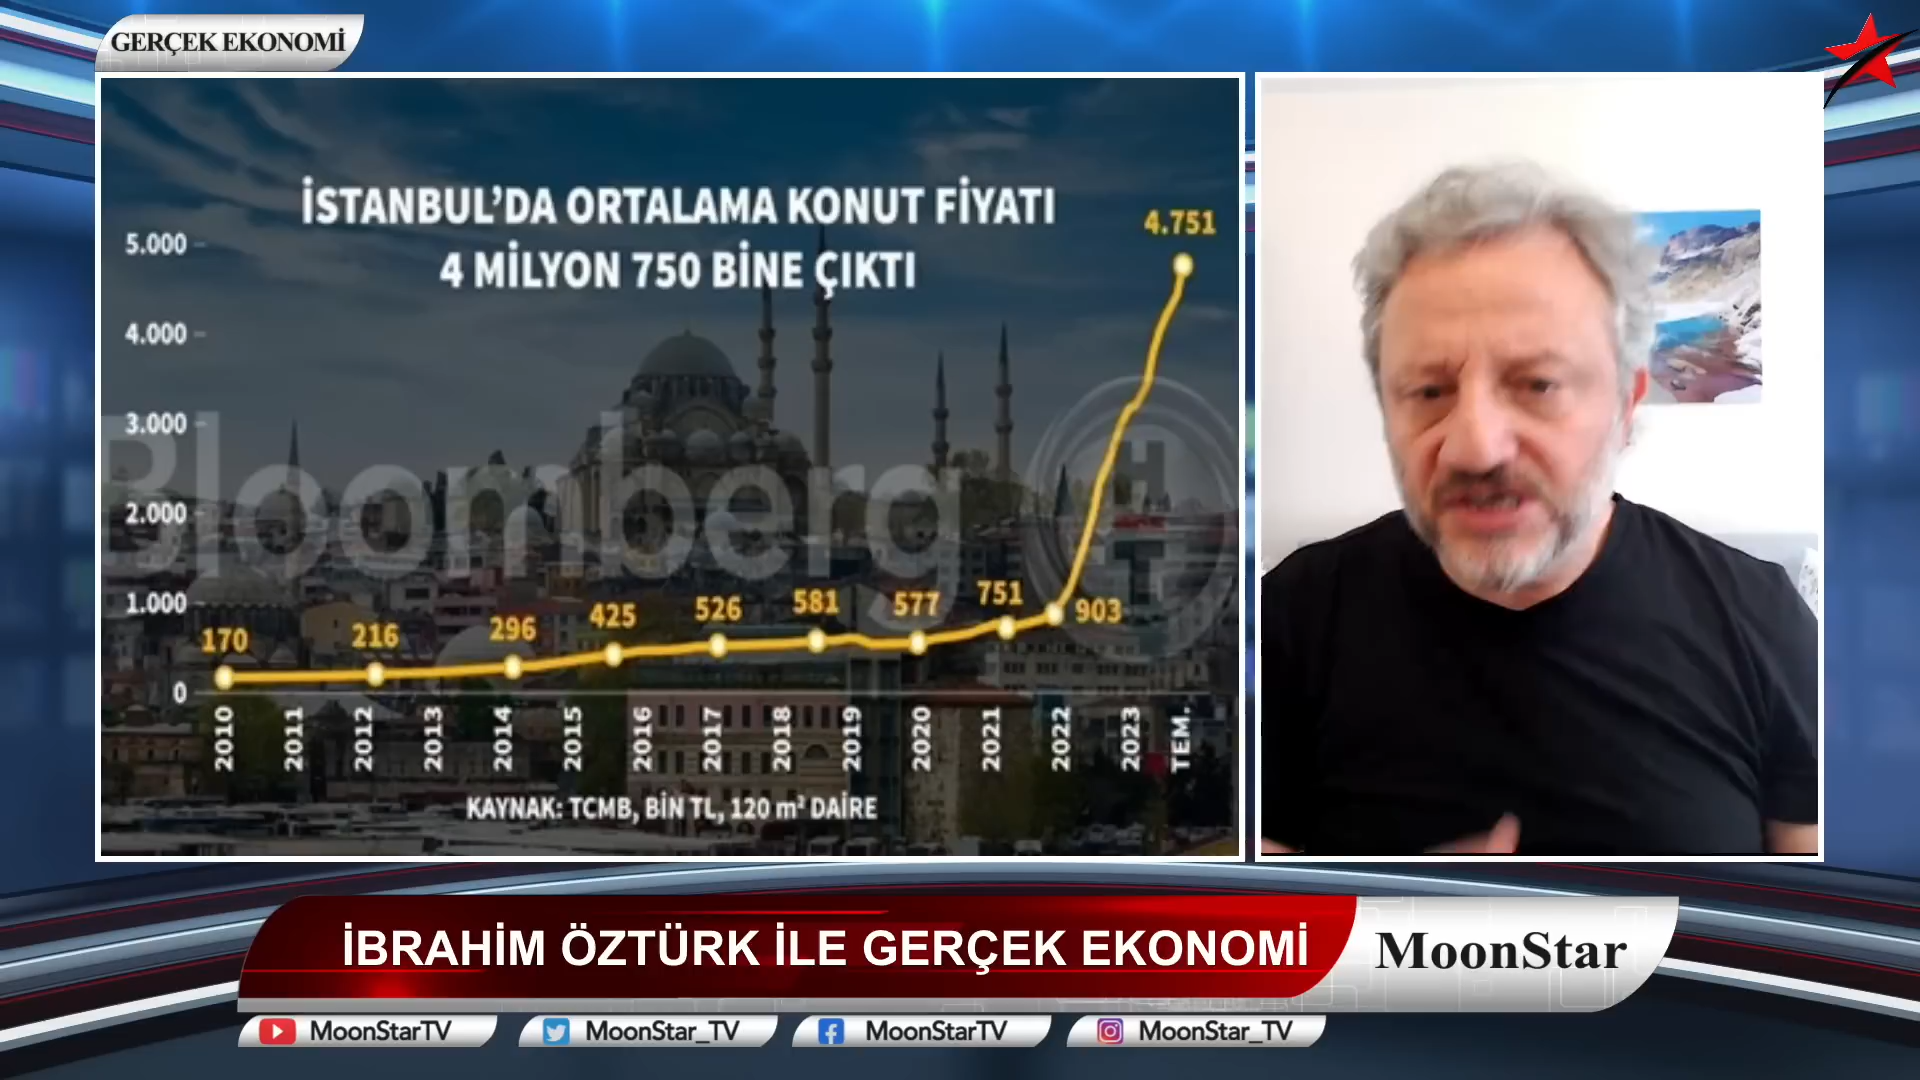 GERÇEK EKONOMİ
İSTANBUL’DA ORTALAMA KONUT FİYATI
4 MİLYON 750 BİNE ÇIKTI
5.000
4.000
3.000
2.000
1.000
0
170
216
296
425
526
581
577
751
903
4.751
Bloomberg
HT
2010
2011
2012
2013
2014
2015
2016
2017
2018
2019
2020
2021
2022
2023
TEM.
KAYNAK: TCMB, BİN TL, 120 m² DAİRE
İBRAHİM ÖZTÜRK İLE GERÇEK EKONOMİ
MoonStar
MoonStarTV
MoonStar_TV
MoonStarTV
MoonStar_TV